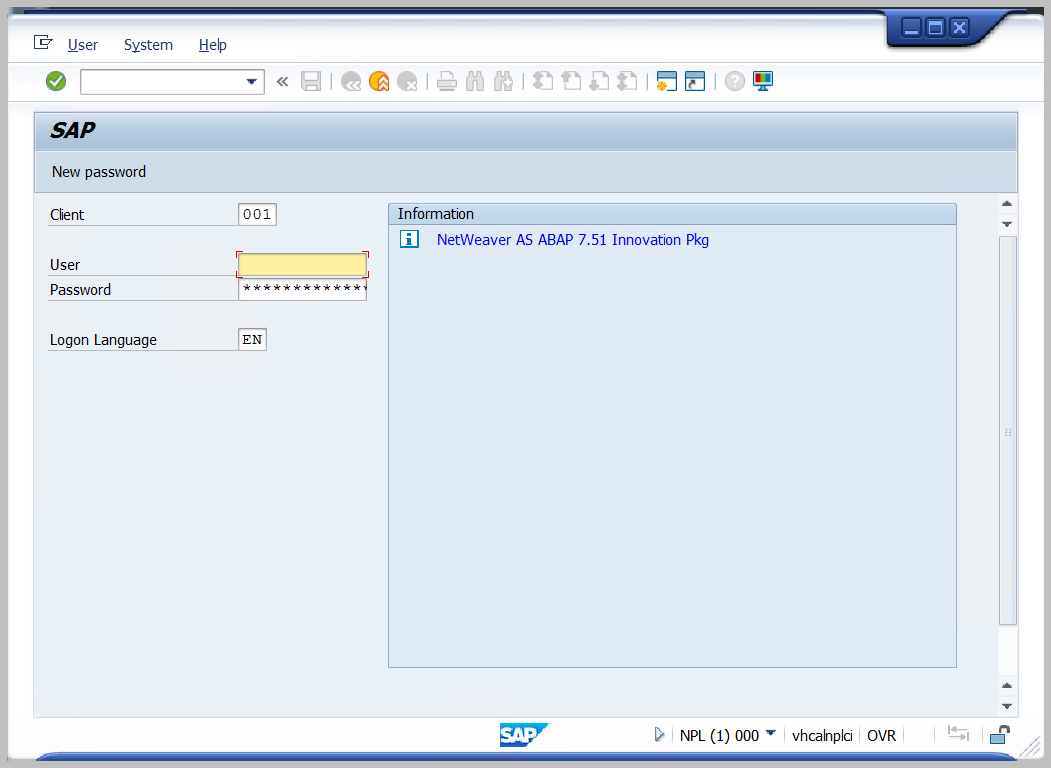 User System Help
SAP
New password
Client 001
Information
NetWeaver AS ABAP 7.51 Innovation Pkg
User
Password *************
Logon Language EN
SAP NPL (1) 000 vhcalnplci OVR